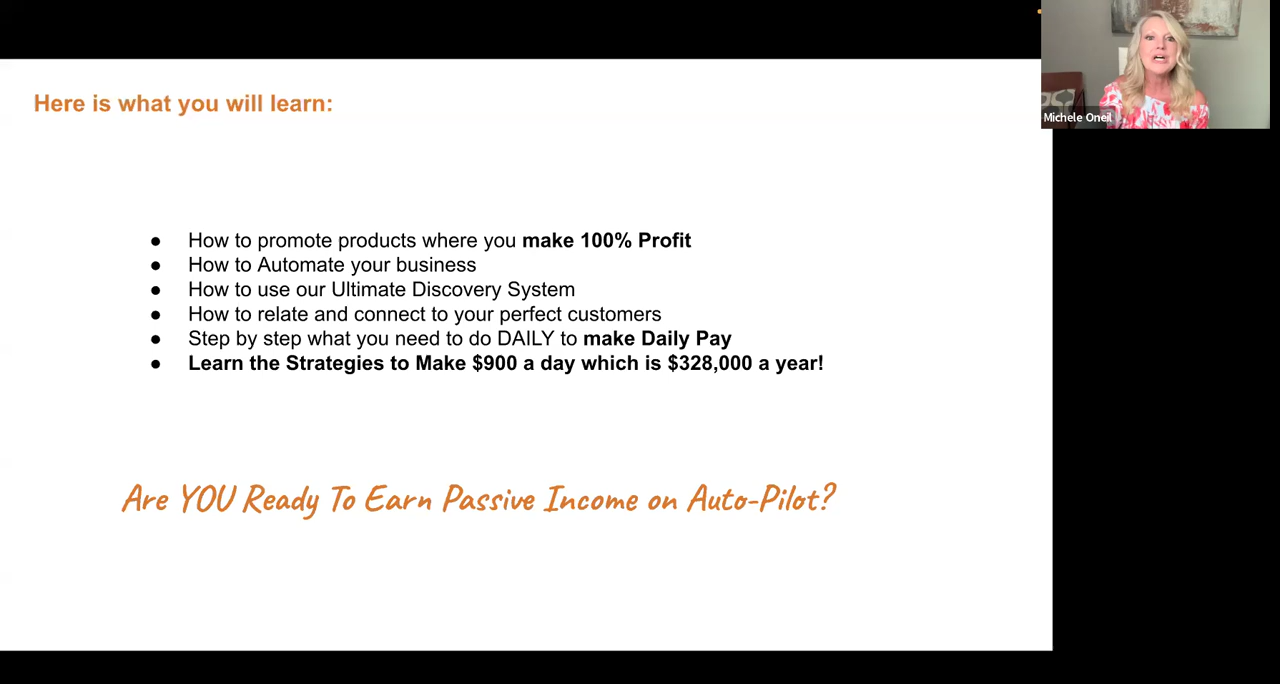 Here is what you will learn:
Michele Oneil
● How to promote products where you make 100% Profit
● How to Automate your business
● How to use our Ultimate Discovery System
● How to relate and connect to your perfect customers
● Step by step what you need to do DAILY to make Daily Pay
● Learn the Strategies to Make $900 a day which is $328,000 a year!
Are YOU Ready To Earn Passive Income on Auto-Pilot?